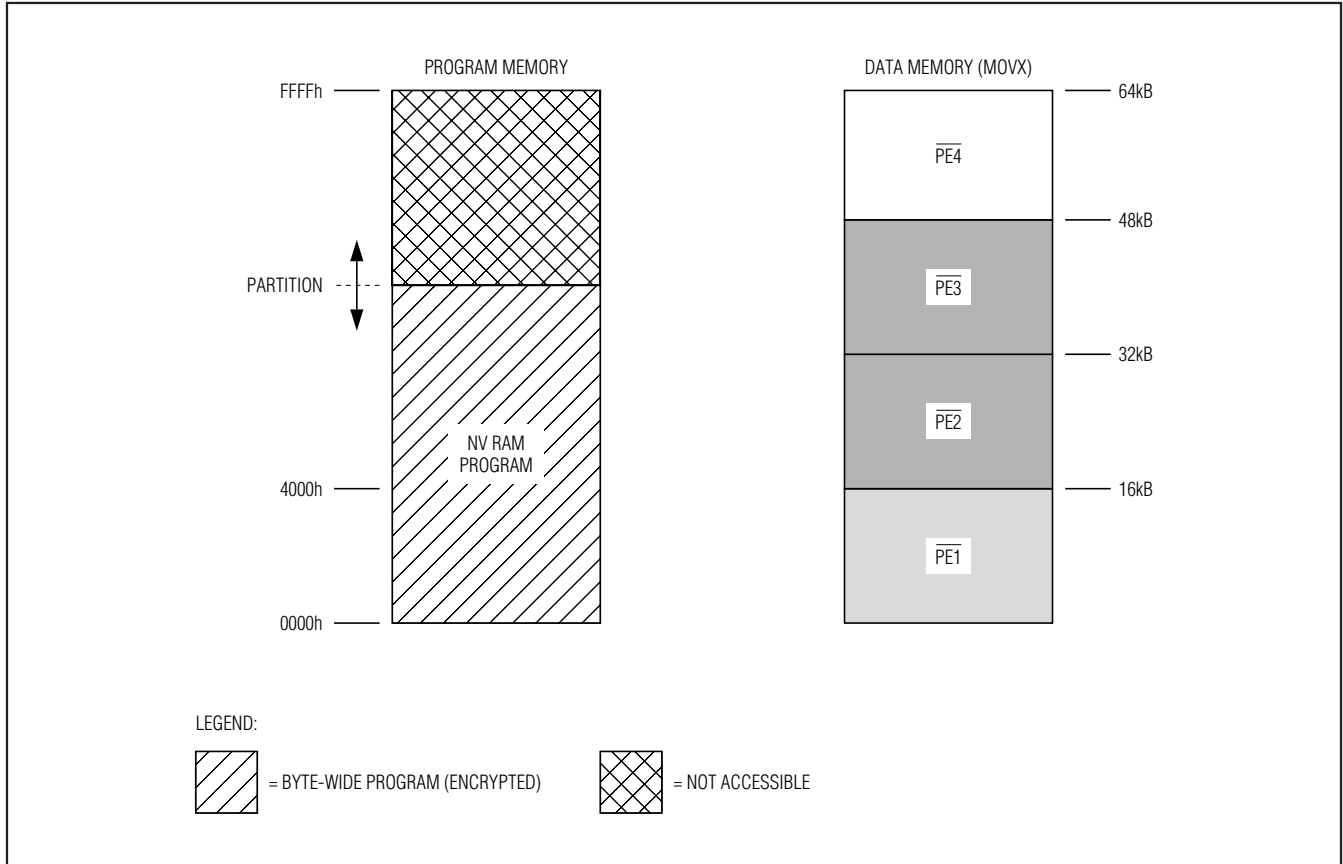 PROGRAM MEMORY
DATA MEMORY (MOVX)
FFFFh
64kB
PE4
48kB
PARTITION
PE3
32kB
PE2
NV RAM
PROGRAM
4000h
16kB
PE1
0000h
LEGEND:
= BYTE-WIDE PROGRAM (ENCRYPTED)
= NOT ACCESSIBLE